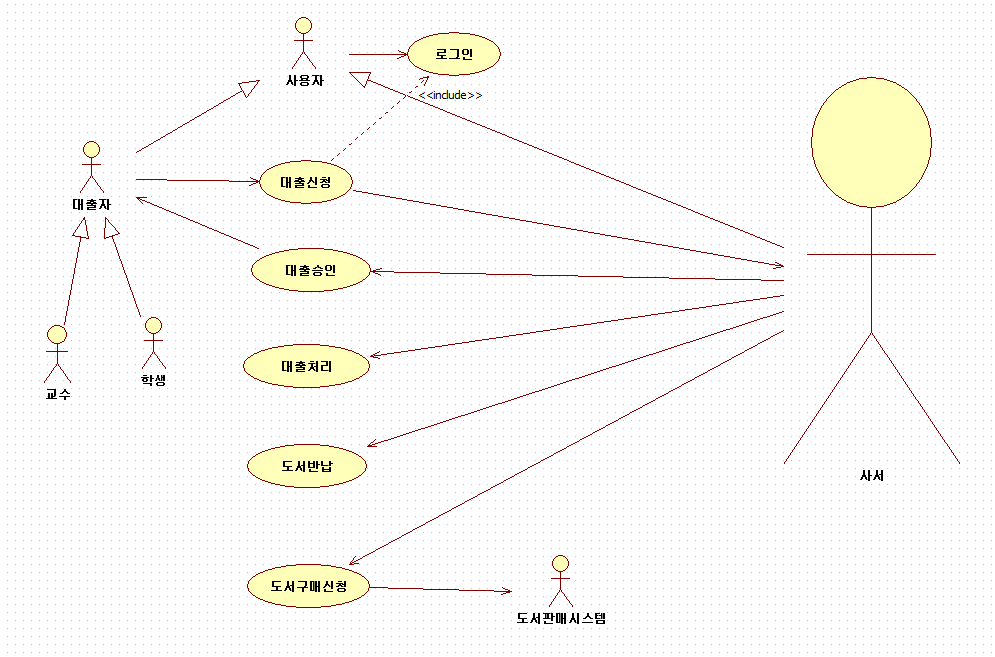 사용자
로그인
<<include>>
대출자
대출신청
대출승인
교수
학생
대출처리
도서반납
사서
도서구매신청
도서판매시스템